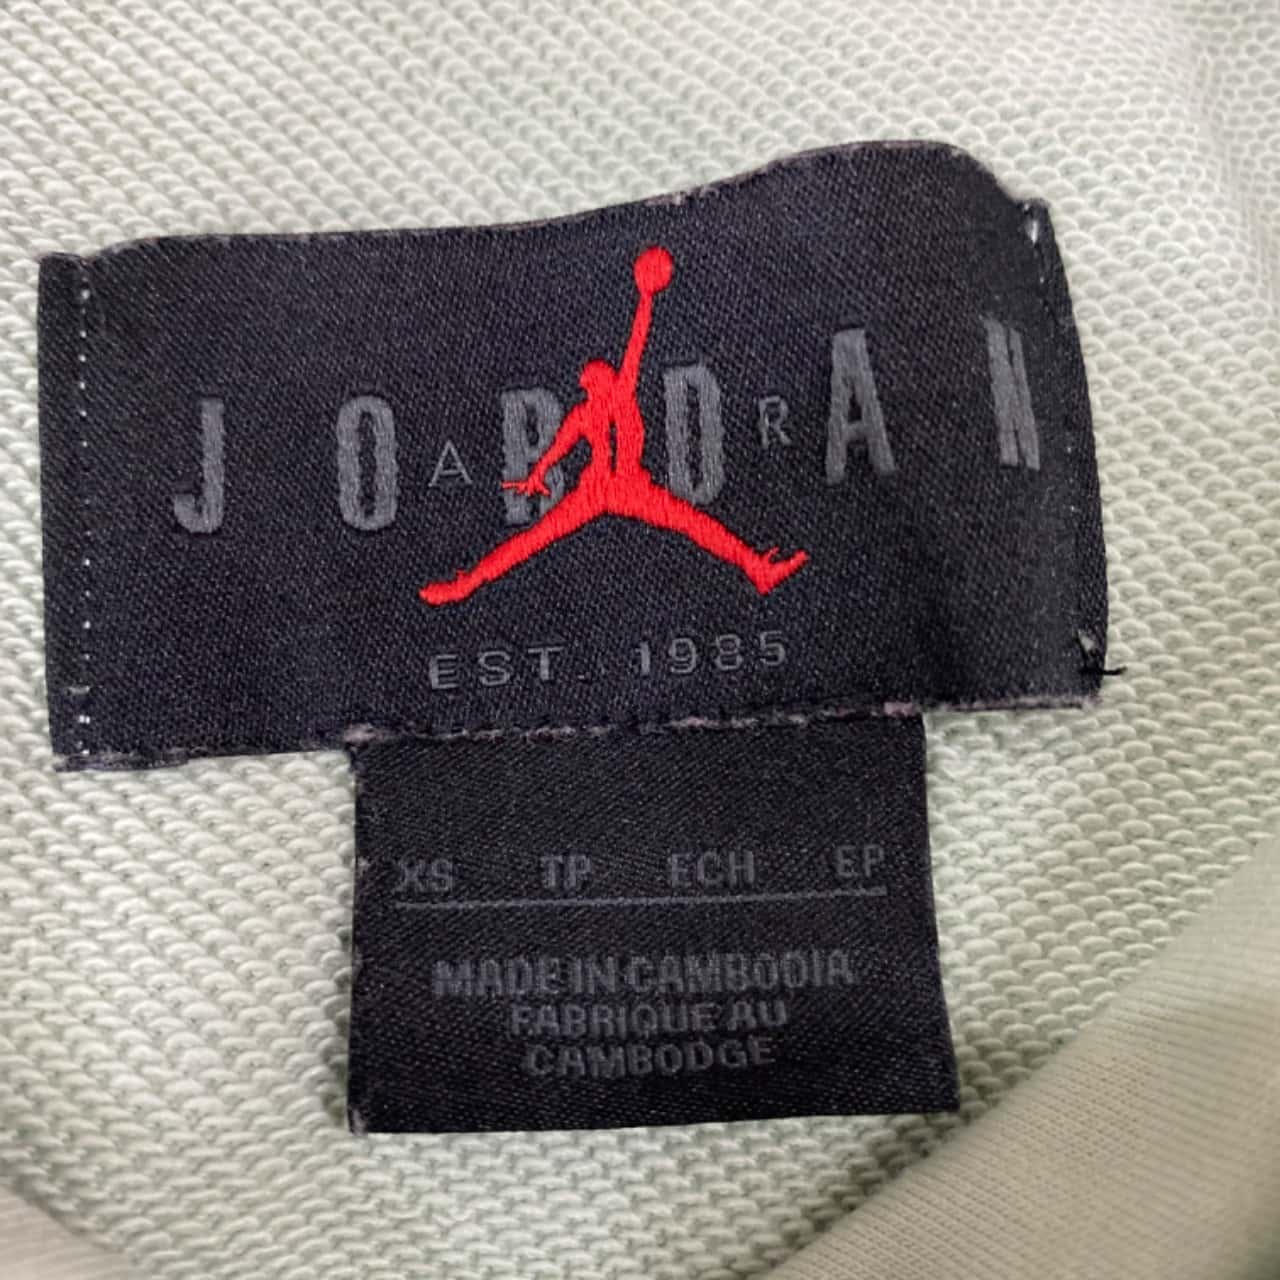 JORDAN
AIR
EST. 1985
XS TP ECH EP
MADE IN CAMBODIA
FABRIQUE AU
CAMBODGE